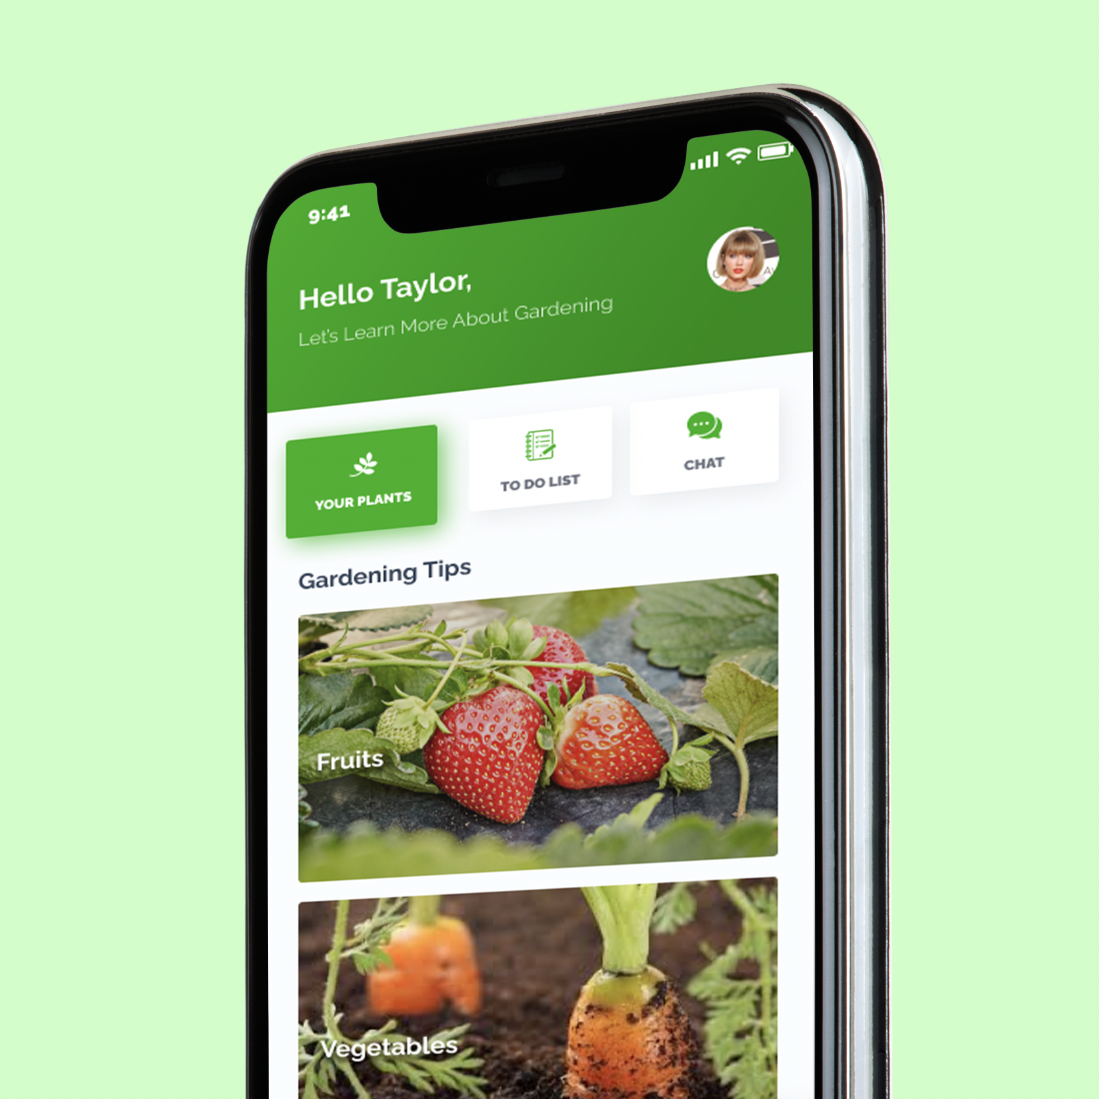 9:41
Hello Taylor,
Let's Learn More About Gardening
YOUR PLANTS
TO DO LIST
CHAT
Gardening Tips
Fruits
Vegetables